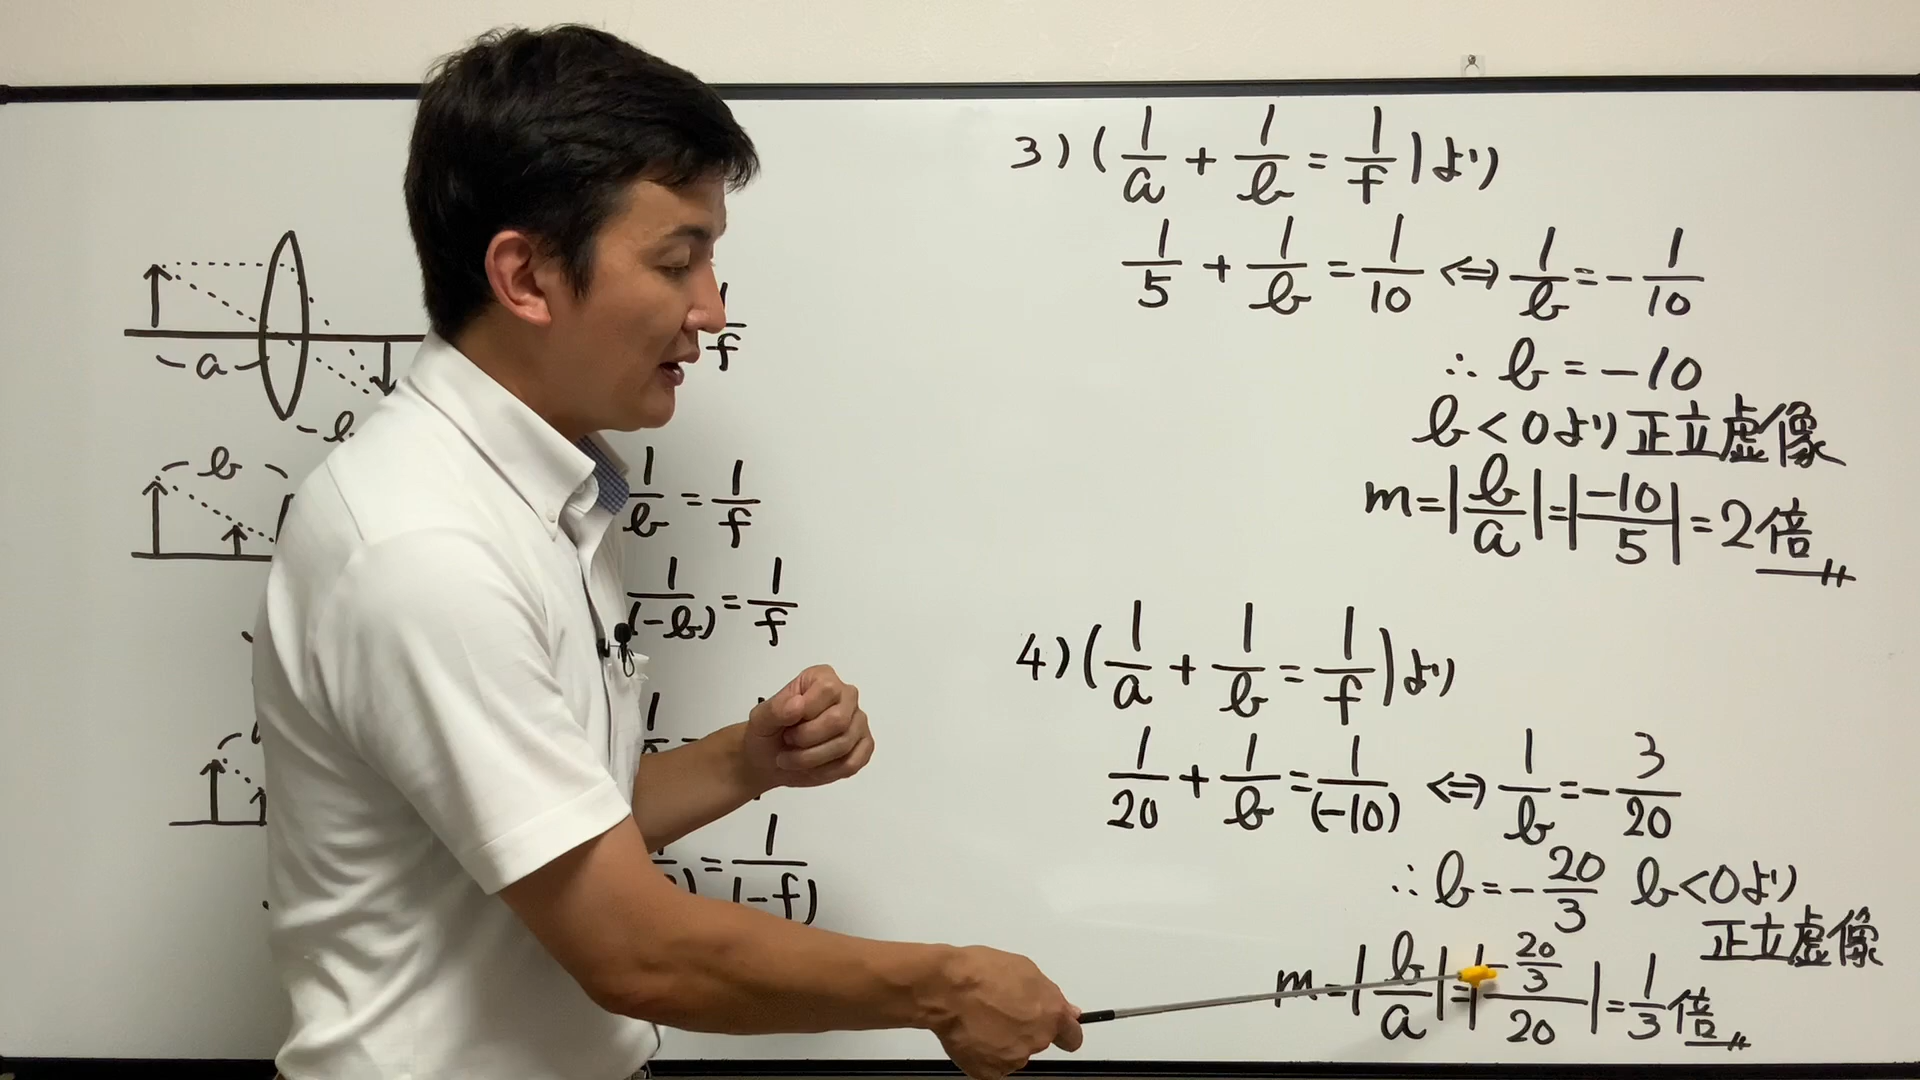 a
b
1/f
1/b = 1/f
1/(-b) = 1/f
= 1/(-f)
3) (1/a + 1/b = 1/f)より
1/5 + 1/b = 1/10 ⇔ 1/b = -1/10
∴ b = -10
b < 0より正立虚像
m = |b/a| = |-10/5| = 2倍
4) (1/a + 1/b = 1/f)より
1/20 + 1/b = 1/(-10) ⇔ 1/b = -3/20
∴ b = -20/3 b<0より
正立虚像
m = |b/a| = |-20/3/20| = 1/3倍